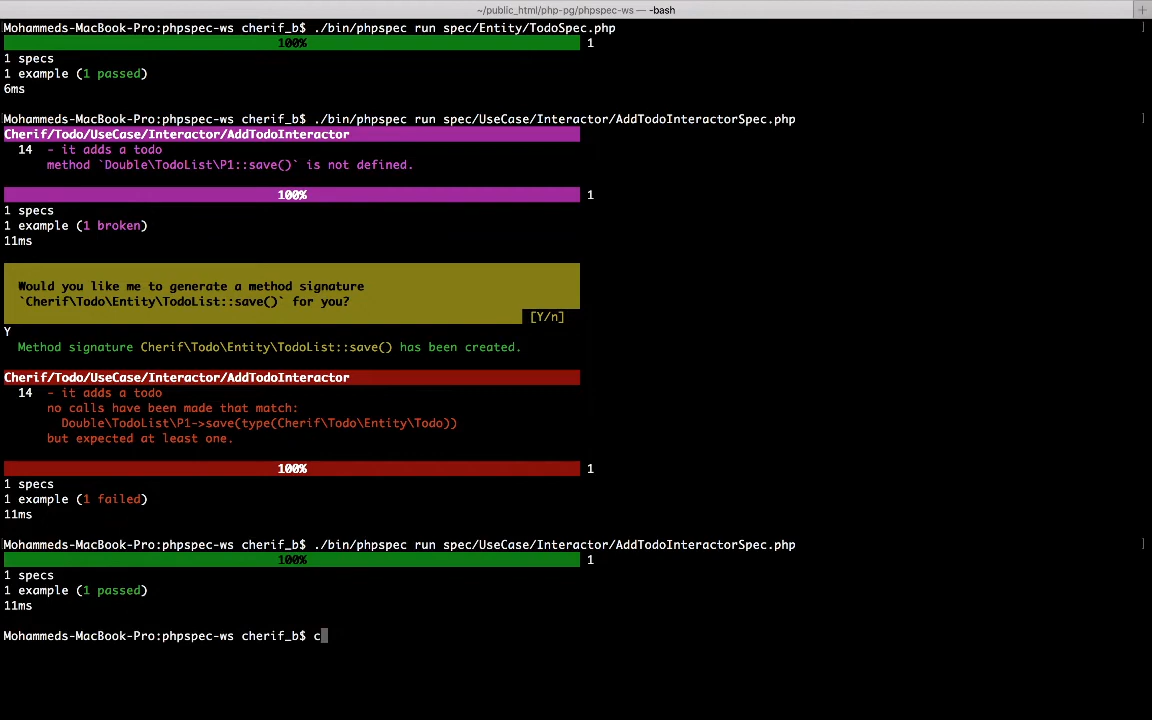 ~/public_html/php-pg/phpspec-ws — -bash
Mohammeds-MacBook-Pro:phpspec-ws cherif_b$ ./bin/phpspec run spec/Entity/TodoSpec.php
100% 1
1 specs
1 example (1 passed)
6ms
Mohammeds-MacBook-Pro:phpspec-ws cherif_b$ ./bin/phpspec run spec/UseCase/Interactor/AddTodoInteractorSpec.php
Cherif/Todo/UseCase/Interactor/AddTodoInteractor
14 - it adds a todo
method `Double\TodoList\P1::save()` is not defined.
100% 1
1 specs
1 example (1 broken)
11ms
Would you like me to generate a method signature
`Cherif\Todo\Entity\TodoList::save()` for you?
[Y/n]
Y
Method signature Cherif\Todo\Entity\TodoList::save() has been created.
Cherif/Todo/UseCase/Interactor/AddTodoInteractor
14 - it adds a todo
no calls have been made that match:
Double\TodoList\P1->save(type(Cherif\Todo\Entity\Todo))
but expected at least one.
100% 1
1 specs
1 example (1 failed)
11ms
Mohammeds-MacBook-Pro:phpspec-ws cherif_b$ ./bin/phpspec run spec/UseCase/Interactor/AddTodoInteractorSpec.php
100% 1
1 specs
1 example (1 passed)
11ms
Mohammeds-MacBook-Pro:phpspec-ws cherif_b$ c